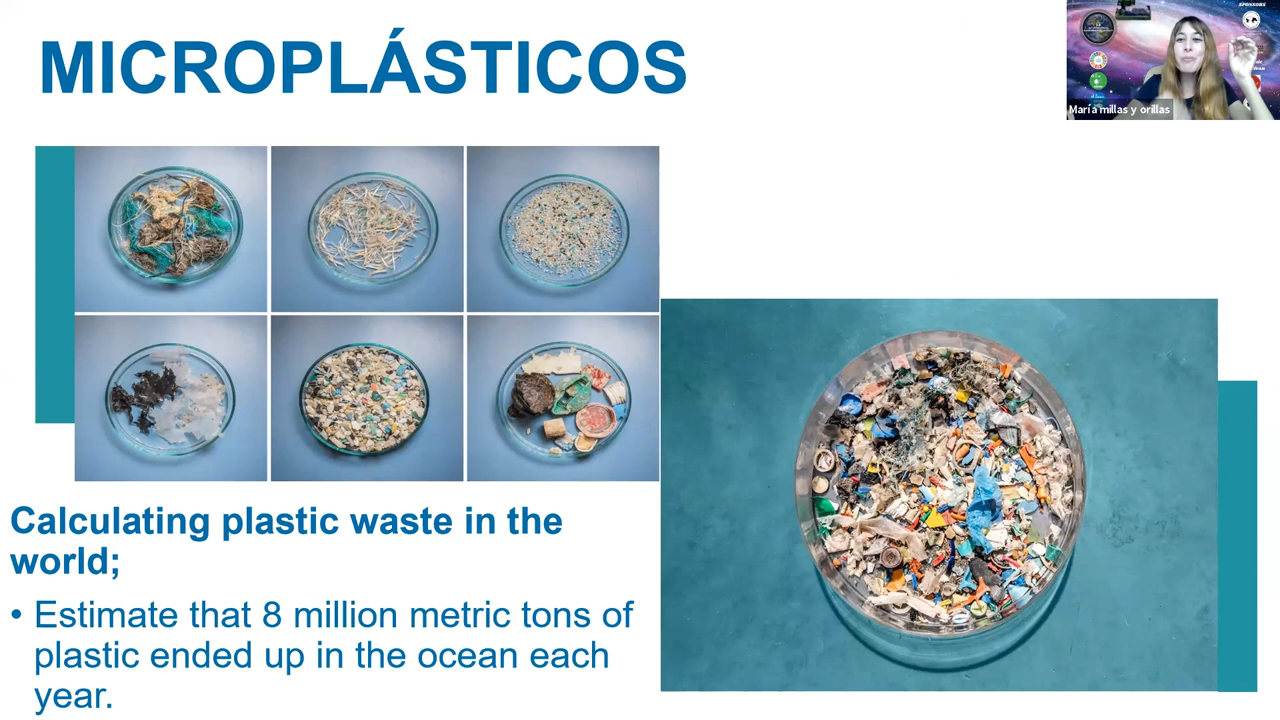 MICROPLÁSTICOS
SPONSORS
María millas y orillas
Calculating plastic waste in the
world;
• Estimate that 8 million metric tons of
plastic ended up in the ocean each
year.